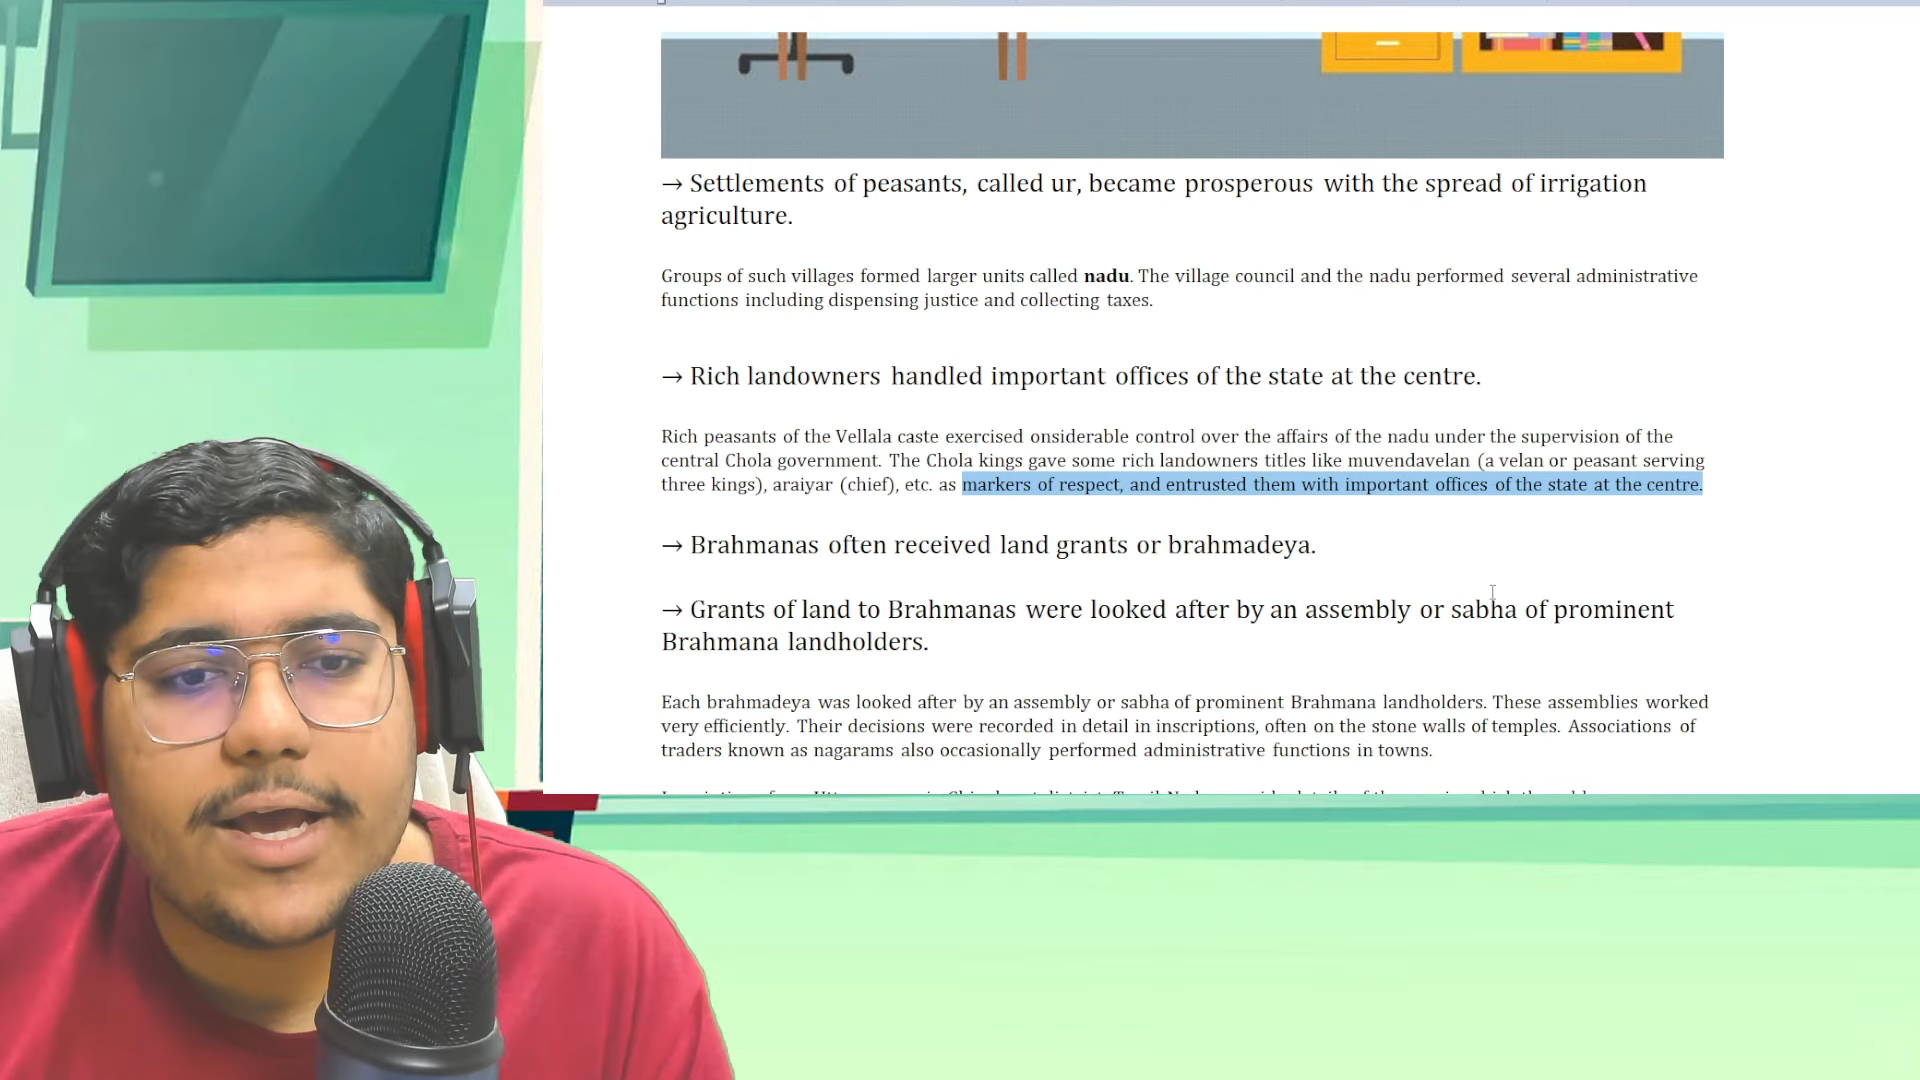 → Settlements of peasants, called ur, became prosperous with the spread of irrigation
agriculture.
Groups of such villages formed larger units called nadu. The village council and the nadu performed several administrative
functions including dispensing justice and collecting taxes.
→ Rich landowners handled important offices of the state at the centre.
Rich peasants of the Vellala caste exercised onsiderable control over the affairs of the nadu under the supervision of the
central Chola government. The Chola kings gave some rich landowners titles like muvendavelan (a velan or peasant serving
three kings), araiyar (chief), etc. as markers of respect, and entrusted them with important offices of the state at the centre.
→ Brahmanas often received land grants or brahmadeya.
→ Grants of land to Brahmanas were looked after by an assembly or sabha of prominent
Brahmana landholders.
Each brahmadeya was looked after by an assembly or sabha of prominent Brahmana landholders. These assemblies worked
very efficiently. Their decisions were recorded in detail in inscriptions, often on the stone walls of temples. Associations of
traders known as nagarams also occasionally performed administrative functions in towns.